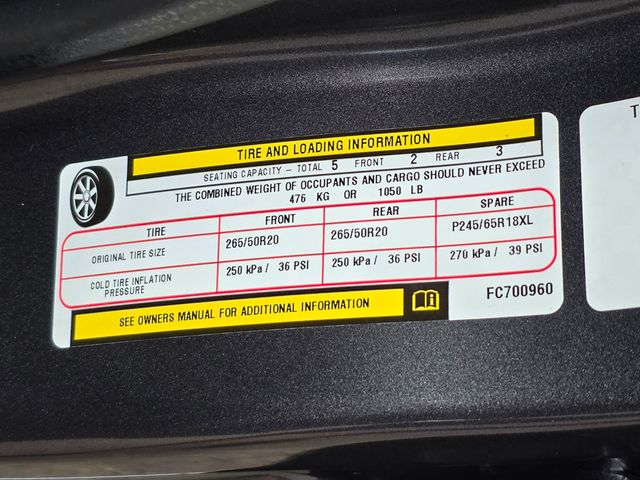 TIRE AND LOADING INFORMATION
SEATING CAPACITY – TOTAL 5 FRONT 2 REAR 3
THE COMBINED WEIGHT OF OCCUPANTS AND CARGO SHOULD NEVER EXCEED
476 KG OR 1050 LB
TIRE FRONT REAR SPARE
ORIGINAL TIRE SIZE 265/50R20 265/50R20 P245/65R18XL
COLD TIRE INFLATION PRESSURE 250 kPa / 36 PSI 250 kPa / 36 PSI 270 kPa / 39 PSI
SEE OWNERS MANUAL FOR ADDITIONAL INFORMATION
FC700960
T